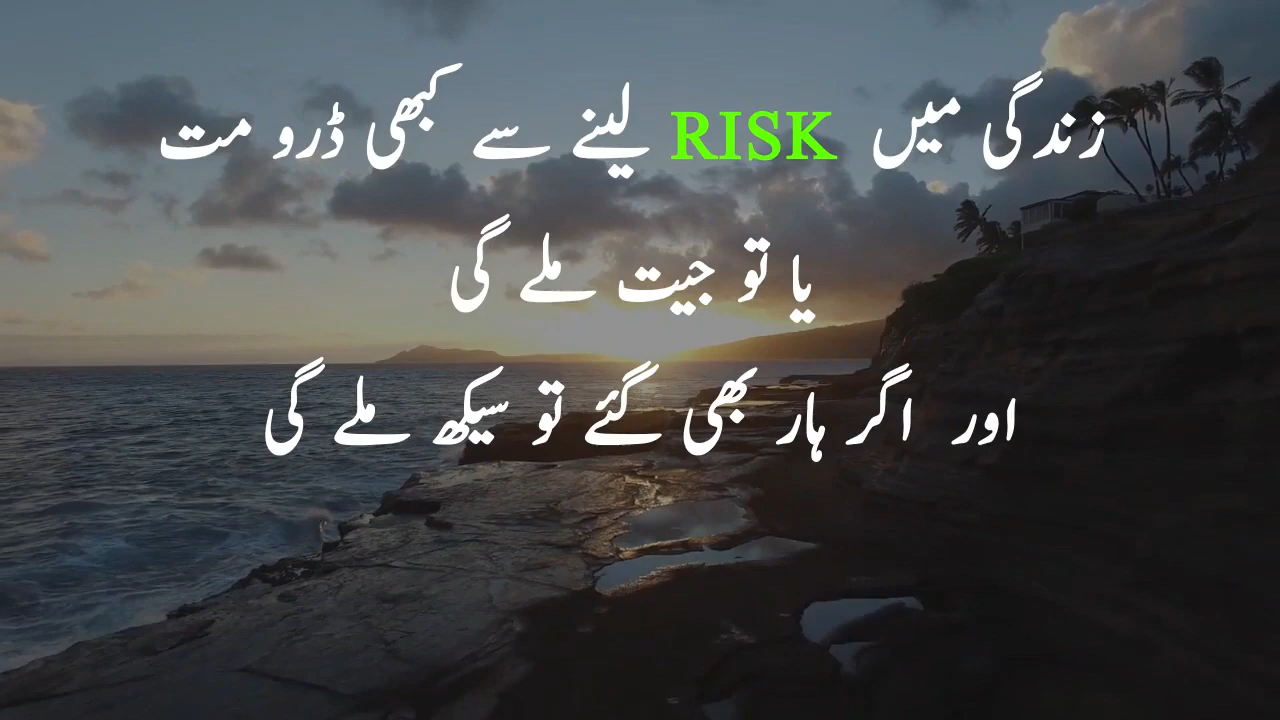 زندگی میں RISK لینے سے کبھی ڈرو مت
یا تو جیت ملے گی
اور اگر ہار بھی گئے تو سیکھ ملے گی